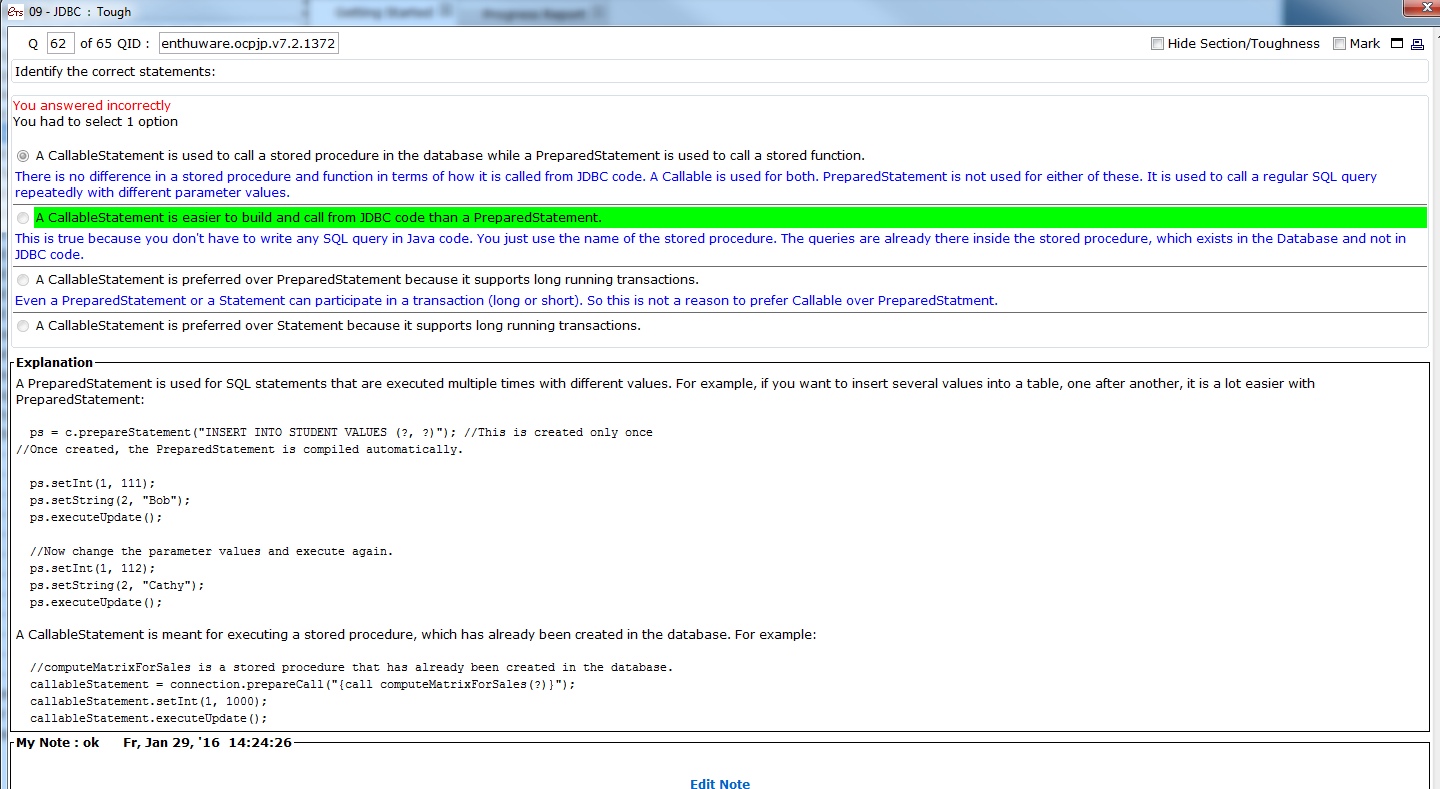 ETS 09 - JDBC : Tough
Getting Started
Progress Report
Q 62 of 65 QID : enthuware.ocpjp.v7.2.1372 Hide Section/Toughness Mark
Identify the correct statements:
You answered incorrectly
You had to select 1 option
A CallableStatement is used to call a stored procedure in the database while a PreparedStatement is used to call a stored function.
There is no difference in a stored procedure and function in terms of how it is called from JDBC code. A Callable is used for both. PreparedStatement is not used for either of these. It is used to call a regular SQL query
repeatedly with different parameter values.
A CallableStatement is easier to build and call from JDBC code than a PreparedStatement.
This is true because you don't have to write any SQL query in Java code. You just use the name of the stored procedure. The queries are already there inside the stored procedure, which exists in the Database and not in
JDBC code.
A CallableStatement is preferred over PreparedStatement because it supports long running transactions.
Even a PreparedStatement or a Statement can participate in a transaction (long or short). So this is not a reason to prefer Callable over PreparedStatment.
A CallableStatement is preferred over Statement because it supports long running transactions.
Explanation
A PreparedStatement is used for SQL statements that are executed multiple times with different values. For example, if you want to insert several values into a table, one after another, it is a lot easier with
PreparedStatement:
ps = c.prepareStatement("INSERT INTO STUDENT VALUES (?, ?)"); //This is created only once
//Once created, the PreparedStatement is compiled automatically.
ps.setInt(1, 111);
ps.setString(2, "Bob");
ps.executeUpdate();
//Now change the parameter values and execute again.
ps.setInt(1, 112);
ps.setString(2, "Cathy");
ps.executeUpdate();
A CallableStatement is meant for executing a stored procedure, which has already been created in the database. For example:
//computeMatrixForSales is a stored procedure that has already been created in the database.
callableStatement = connection.prepareCall("{call computeMatrixForSales(?)}");
callableStatement.setInt(1, 1000);
callableStatement.executeUpdate();
My Note : ok Fr, Jan 29, '16 14:24:26
Edit Note